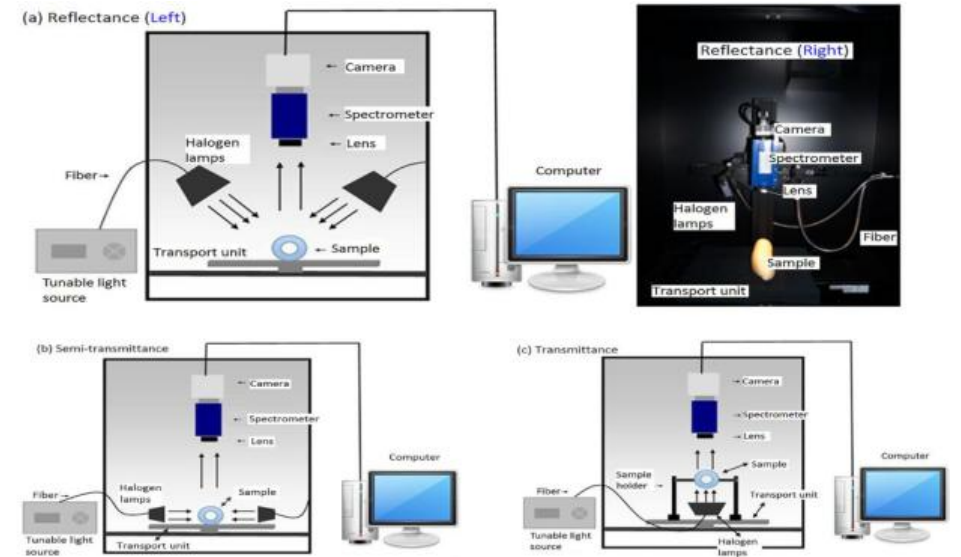 (a) Reflectance (Left)
Camera
Spectrometer
Lens
Halogen
lamps
Fiber
Sample
Transport unit
Tunable light
source
Computer
Reflectance (Right)
Camera
Spectrometer
Lens
Halogen
lamps
Fiber
Sample
Transport unit
(b) Semi-transmittance
Camera
Spectrometer
Lens
Halogen
lamps
Sample
Fiber
Tunable light
source
Transport unit
Computer
(c) Transmittance
Camera
Spectrometer
Lens
Sample
Sample
holder
Fiber
Transport unit
Tunable light
source
Halogen
lamps
Computer